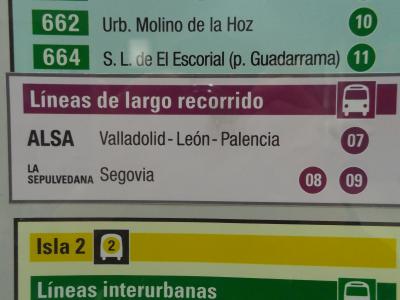 662 Urb. Molino de la Hoz 10
664 S. L. de El Escorial (p. Guadarrama) 11
Líneas de largo recorrido
ALSA Valladolid - León - Palencia 07
LA SEPULVEDANA Segovia 08 09
Isla 2 2
Líneas interurbanas